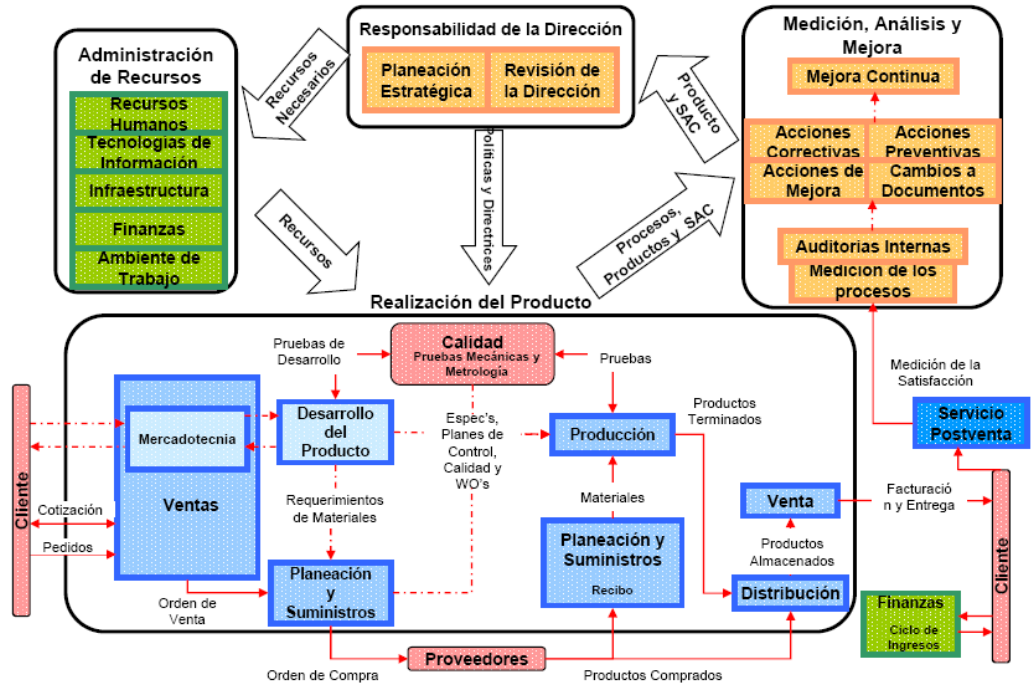 Administración
de Recursos
Recursos
Humanos
Tecnologías de
Información
Infraestructura
Finanzas
Ambiente de
Trabajo
Recursos
Necesarios
Responsabilidad de la Dirección
Planeación
Estratégica
Revisión de
la Dirección
Producto
y SAC
Medición, Análisis y
Mejora
Mejora Continua
Acciones
Correctivas
Acciones
Preventivas
Acciones de
Mejora
Cambios a
Documentos
Auditorias Internas
Medición de los
procesos
Recursos
Políticas y Directrices
Procesos,
Productos y SAC
Realización del Producto
Pruebas de
Desarrollo
Calidad
Pruebas Mecánicas y
Metrología
Pruebas
Medición de la
Satisfacción
Cliente
Mercadotecnia
Ventas
Desarrollo
del
Producto
Espec's,
Planes de
Control,
Calidad y
WO's
Producción
Productos
Terminados
Servicio
Postventa
Cotización
Pedidos
Requerimientos
de Materiales
Materiales
Venta
Facturació
n y Entrega
Cliente
Planeación
y
Suministros
Planeación y
Suministros
Recibo
Productos
Almacenados
Distribución
Orden de
Venta
Finanzas
Ciclo de
Ingresos
Orden de Compra
Proveedores
Productos Comprados